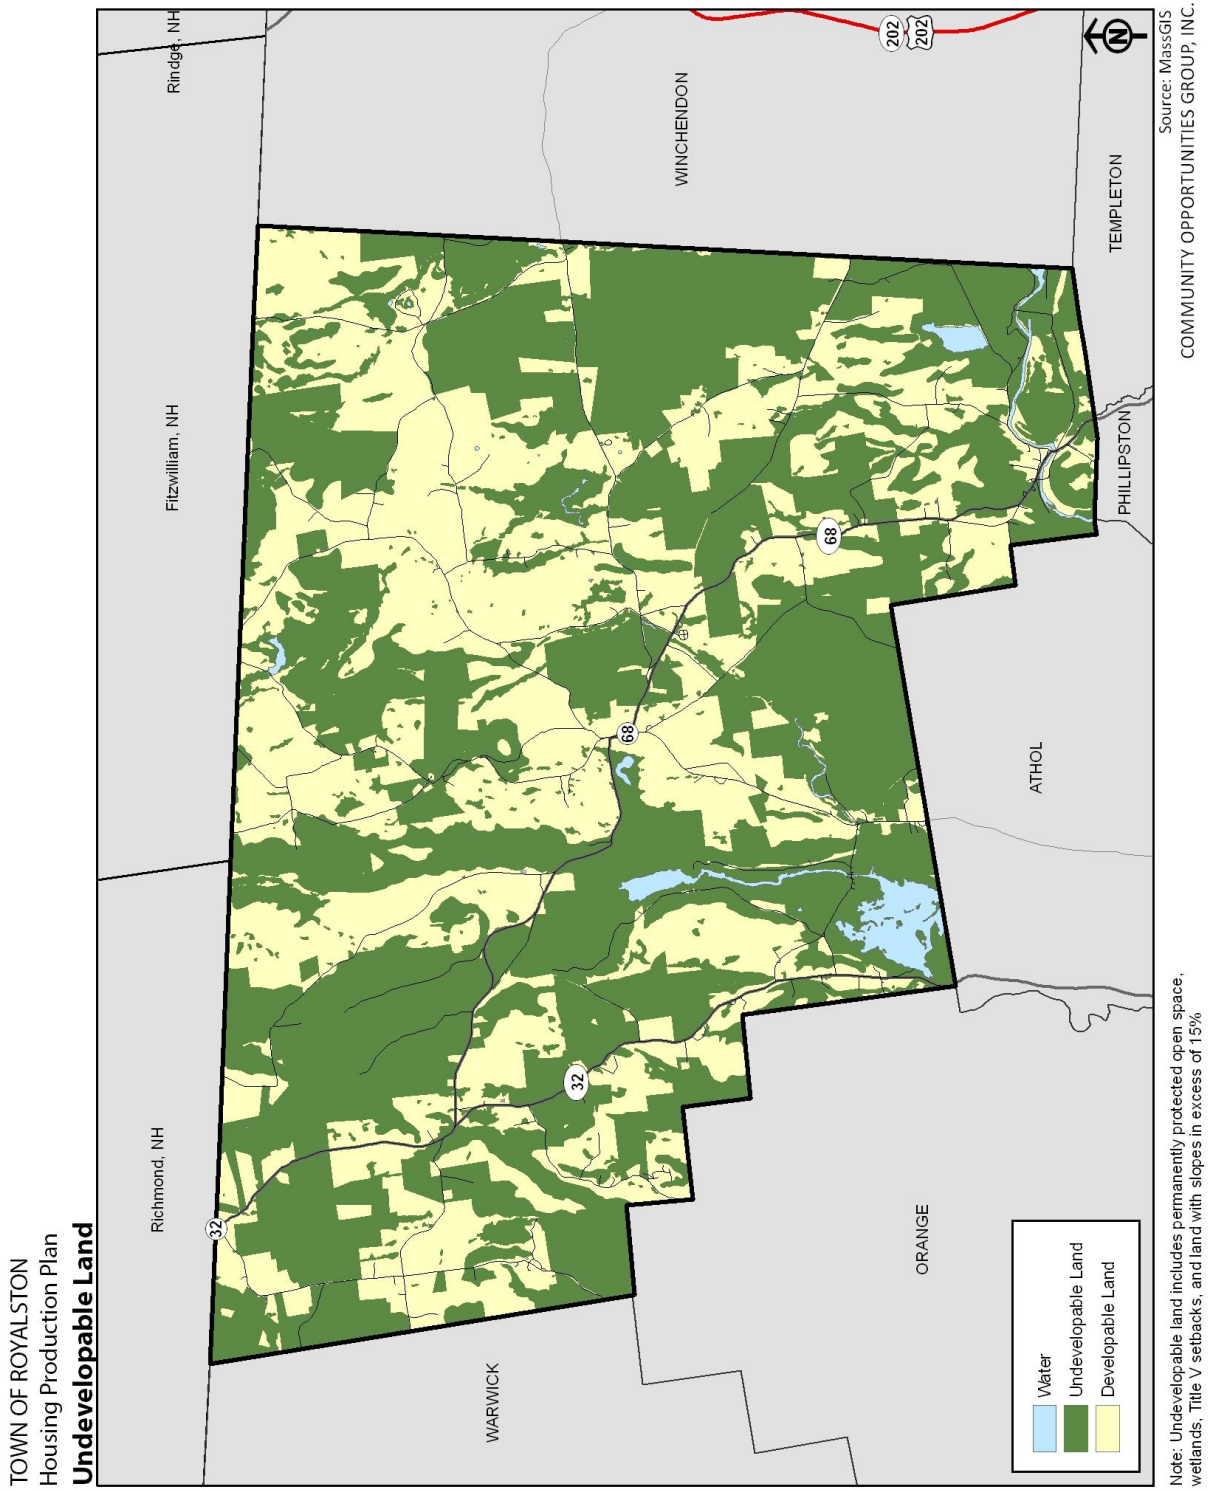 TOWN OF ROYALSTON
Housing Production Plan
Undevelopable Land
Richmond, NH
Fitzwilliam, NH
Rindge, NH
32
32
68
68
202
202
WARWICK
ORANGE
ATHOL
PHILLIPSTON
TEMPLETON
WINCHENDON
N
Water
Undevelopable Land
Developable Land
Note: Undevelopable land includes permanently protected open space,
wetlands, Title V setbacks, and land with slopes in excess of 15%
Source: MassGIS
COMMUNITY OPPORTUNITIES GROUP, INC.